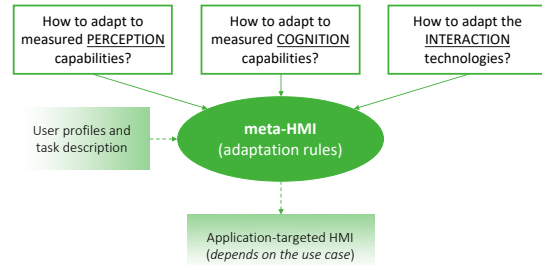 How to adapt to
measured PERCEPTION
capabilities?
How to adapt to
measured COGNITION
capabilities?
How to adapt the
INTERACTION
technologies?
User profiles and
task description
meta-HMI
(adaptation rules)
Application-targeted HMI
(depends on the use case)